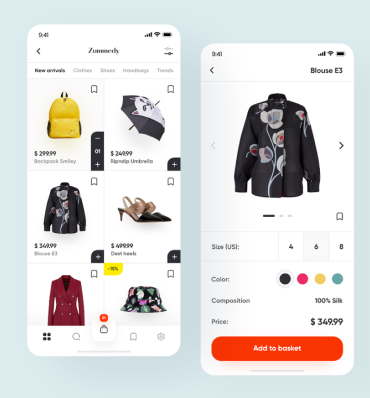 9:41
Zunmedy
New arrivals Clothes Shoes Handbags Trends
01
$ 299.99
Backpack Smiley
$ 249.99
Ripndip Umbrella
$ 349.99
Blouse E3
$ 499.99
Dest heels
-15%
01
9:41
Blouse E3
Size (US): 4 6 8
Color:
Composition 100% Silk
Price: $ 349.99
Add to basket